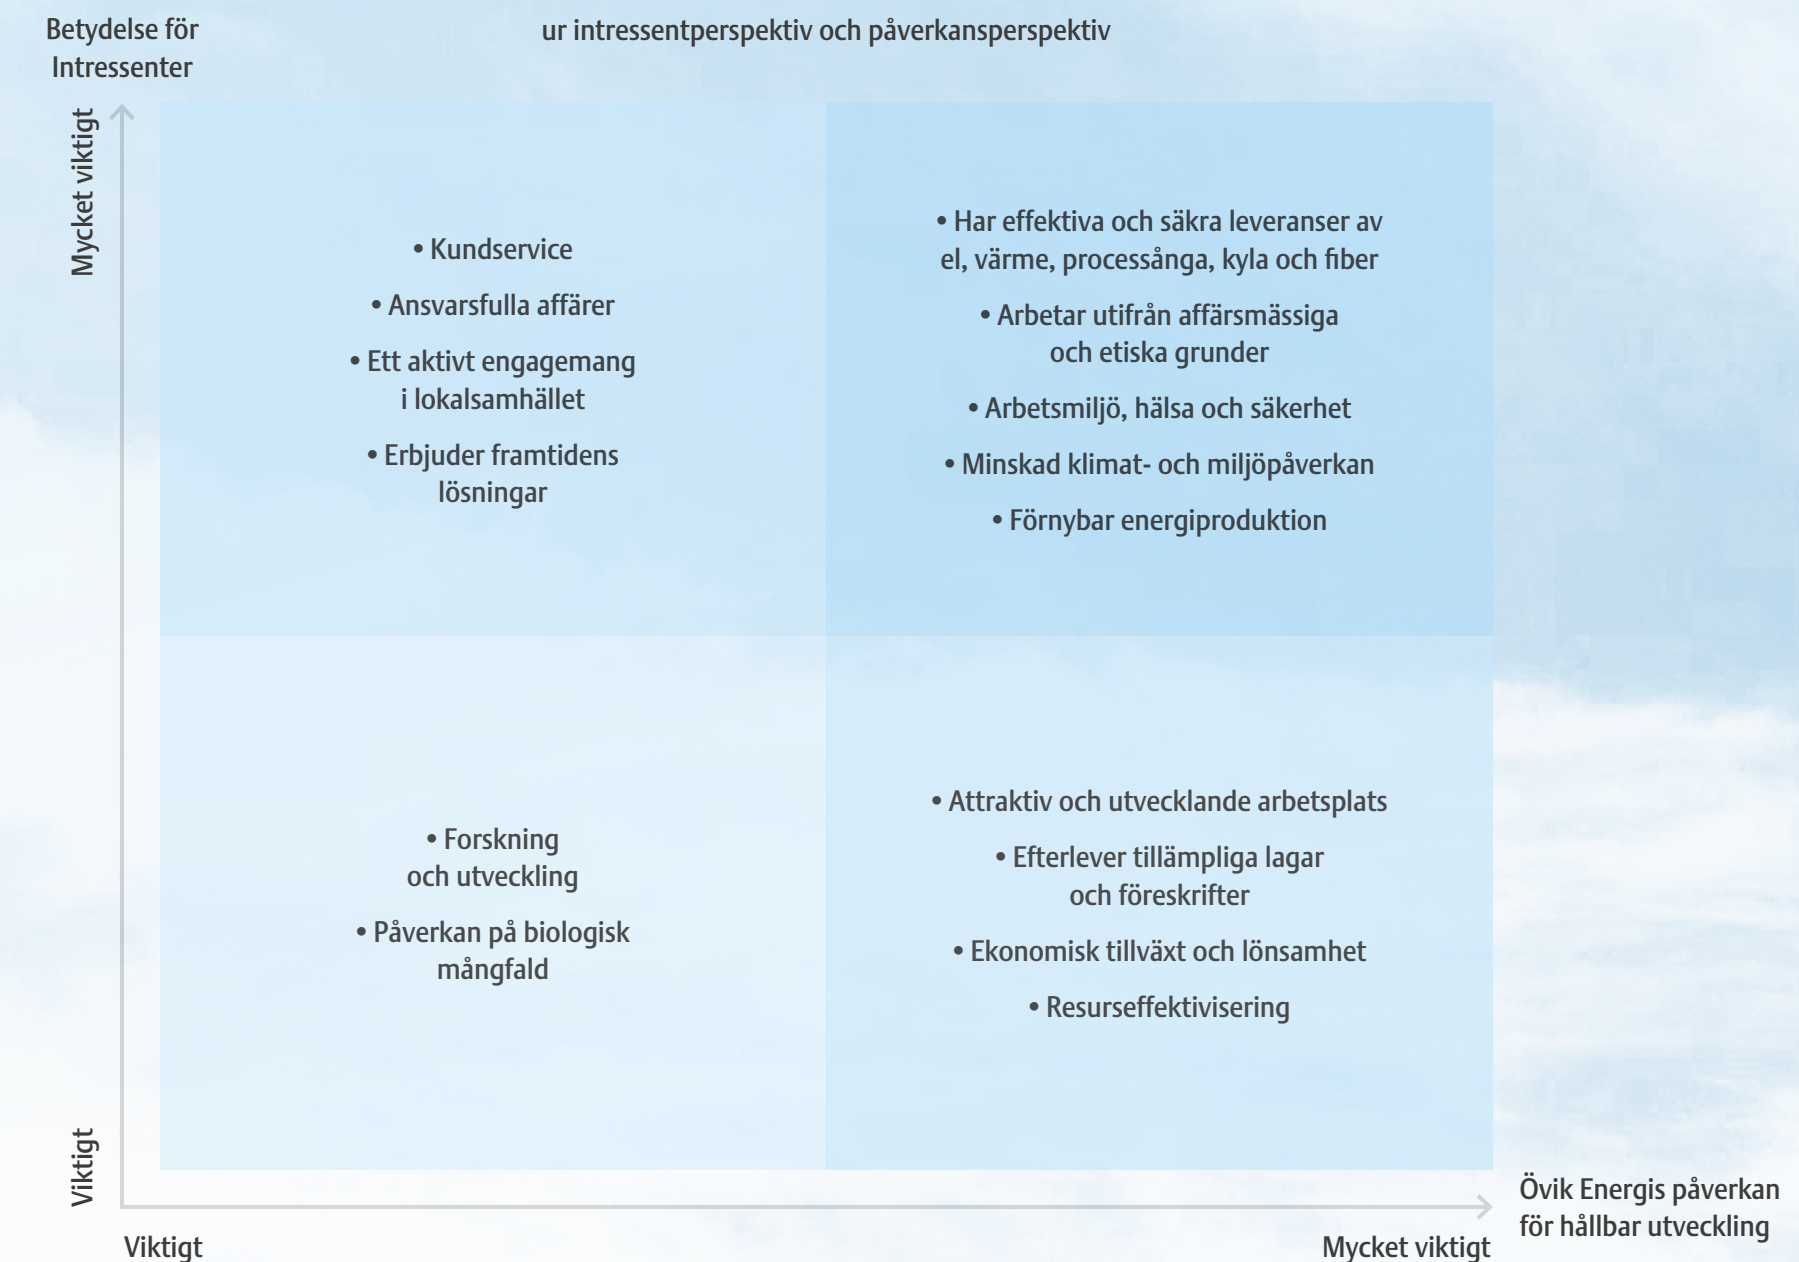 Betydelse för
Intressenter
ur intressentperspektiv och påverkansperspektiv
Mycket viktigt
• Kundservice
• Ansvarsfulla affärer
• Ett aktivt engagemang
i lokalsamhället
• Erbjuder framtidens
lösningar
• Har effektiva och säkra leveranser av
el, värme, processånga, kyla och fiber
• Arbetar utifrån affärsmässiga
och etiska grunder
• Arbetsmiljö, hälsa och säkerhet
• Minskad klimat- och miljöpåverkan
• Förnybar energiproduktion
• Forskning
och utveckling
• Påverkan på biologisk
mångfald
• Attraktiv och utvecklande arbetsplats
• Efterlever tillämpliga lagar
och föreskrifter
• Ekonomisk tillväxt och lönsamhet
• Resurseffektivisering
Viktigt
Viktigt
Mycket viktigt
Övik Energis påverkan
för hållbar utveckling